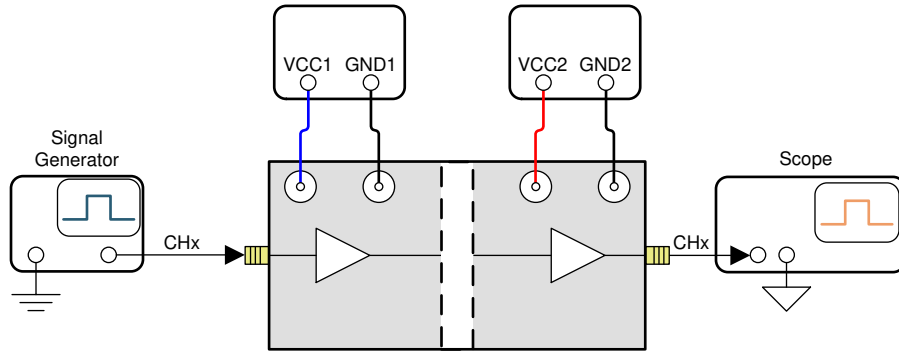 VCC1 GND1
VCC2 GND2
Signal
Generator
Scope
CHx
CHx